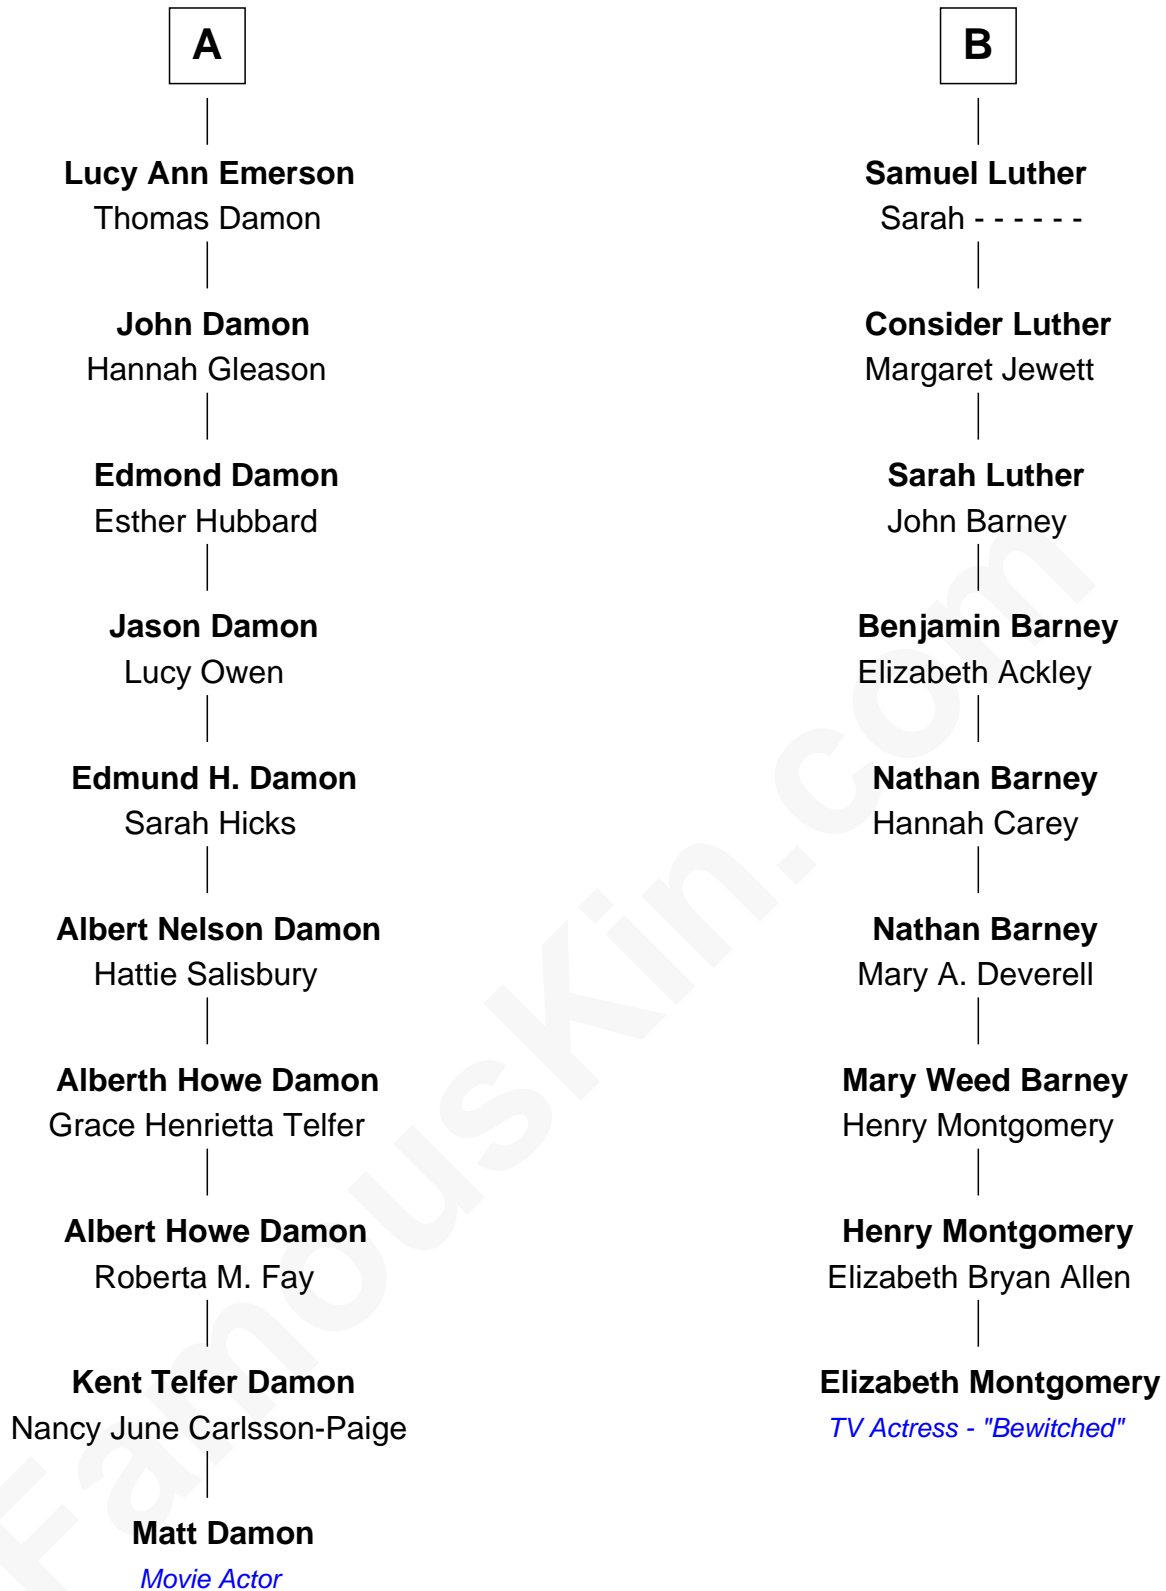 A
Lucy Ann Emerson
Thomas Damon
John Damon
Hannah Gleason
Edmond Damon
Esther Hubbard
Jason Damon
Lucy Owen
Edmund H. Damon
Sarah Hicks
Albert Nelson Damon
Hattie Salisbury
Alberth Howe Damon
Grace Henrietta Telfer
Albert Howe Damon
Roberta M. Fay
Kent Telfer Damon
Nancy June Carlsson-Paige
Matt Damon
Movie Actor
B
Samuel Luther
Sarah - - - - - -
Consider Luther
Margaret Jewett
Sarah Luther
John Barney
Benjamin Barney
Elizabeth Ackley
Nathan Barney
Hannah Carey
Nathan Barney
Mary A. Deverell
Mary Weed Barney
Henry Montgomery
Henry Montgomery
Elizabeth Bryan Allen
Elizabeth Montgomery
TV Actress - "Bewitched"
FamousKin.com